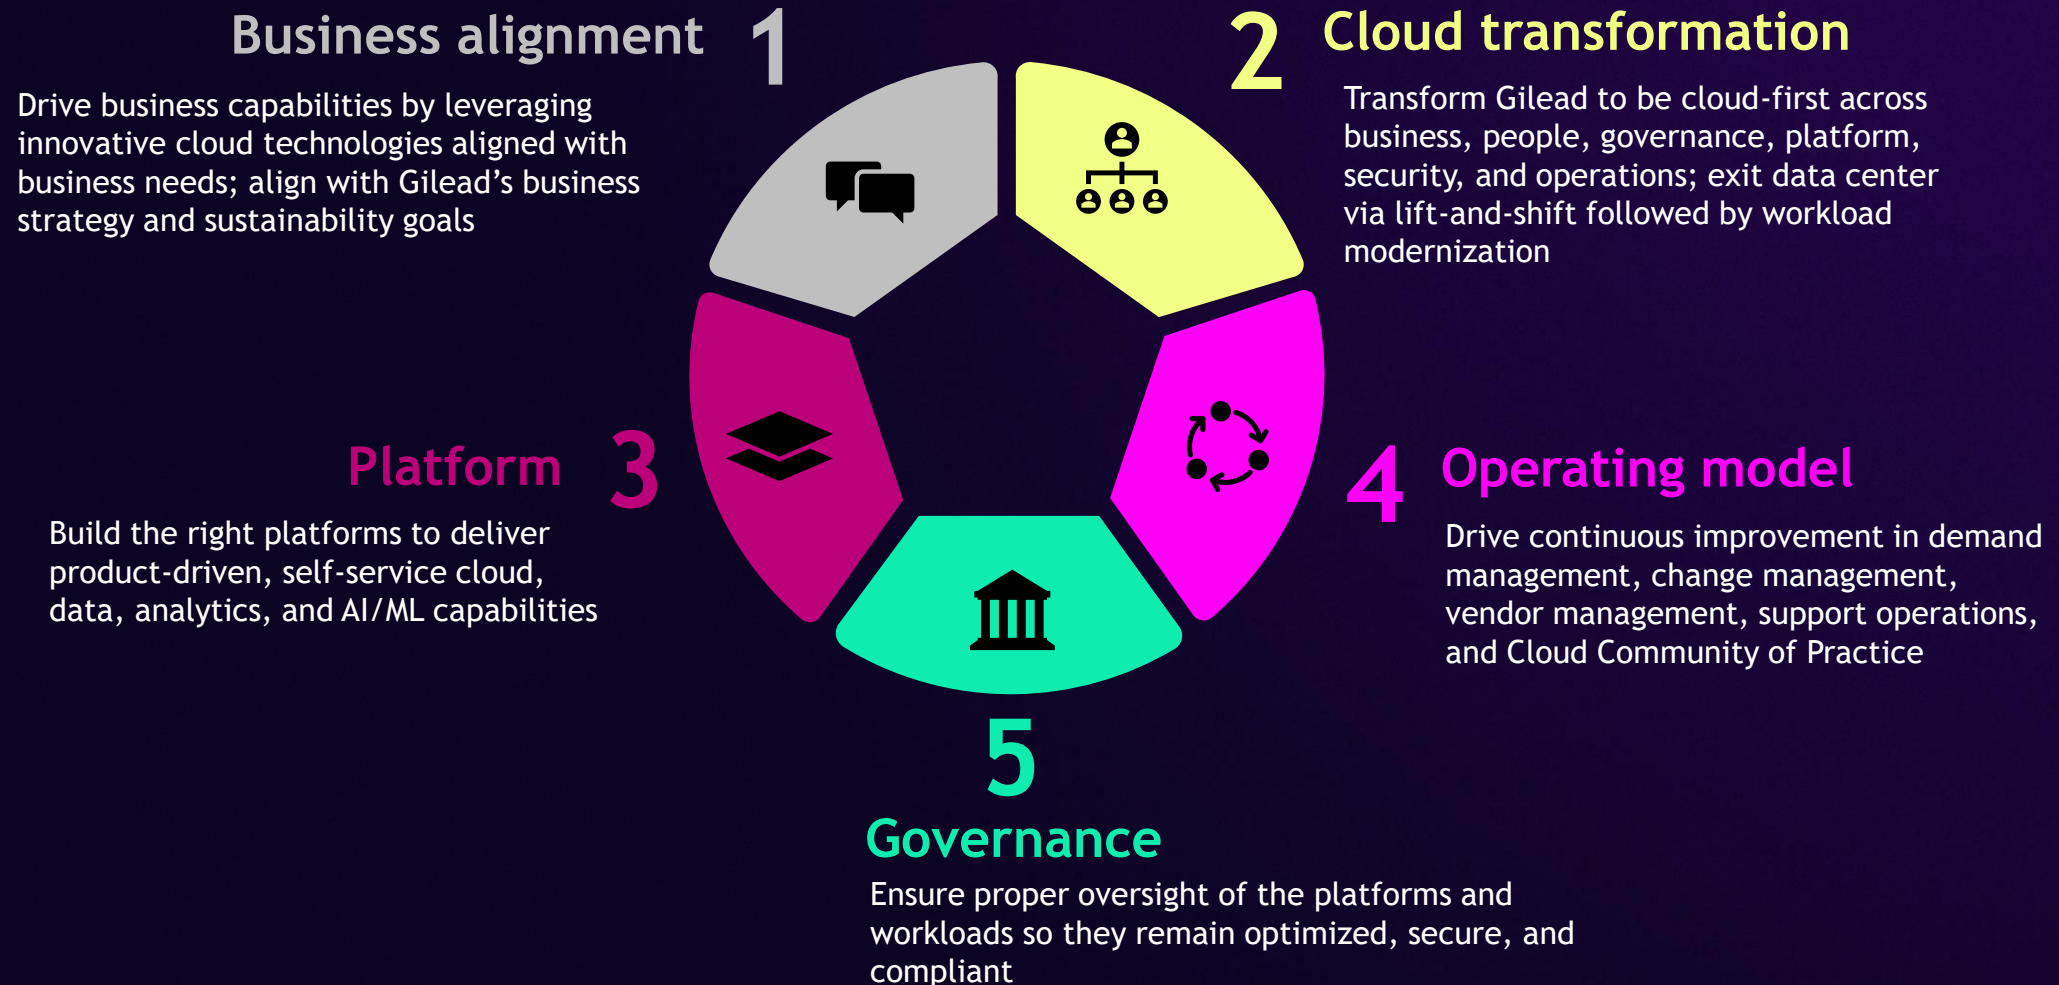 Business alignment 1
Drive business capabilities by leveraging
innovative cloud technologies aligned with
business needs; align with Gilead’s business
strategy and sustainability goals
2 Cloud transformation
Transform Gilead to be cloud-first across
business, people, governance, platform,
security, and operations; exit data center
via lift-and-shift followed by workload
modernization
Platform 3
Build the right platforms to deliver
product-driven, self-service cloud,
data, analytics, and AI/ML capabilities
4 Operating model
Drive continuous improvement in demand
management, change management,
vendor management, support operations,
and Cloud Community of Practice
5
Governance
Ensure proper oversight of the platforms and
workloads so they remain optimized, secure, and
compliant